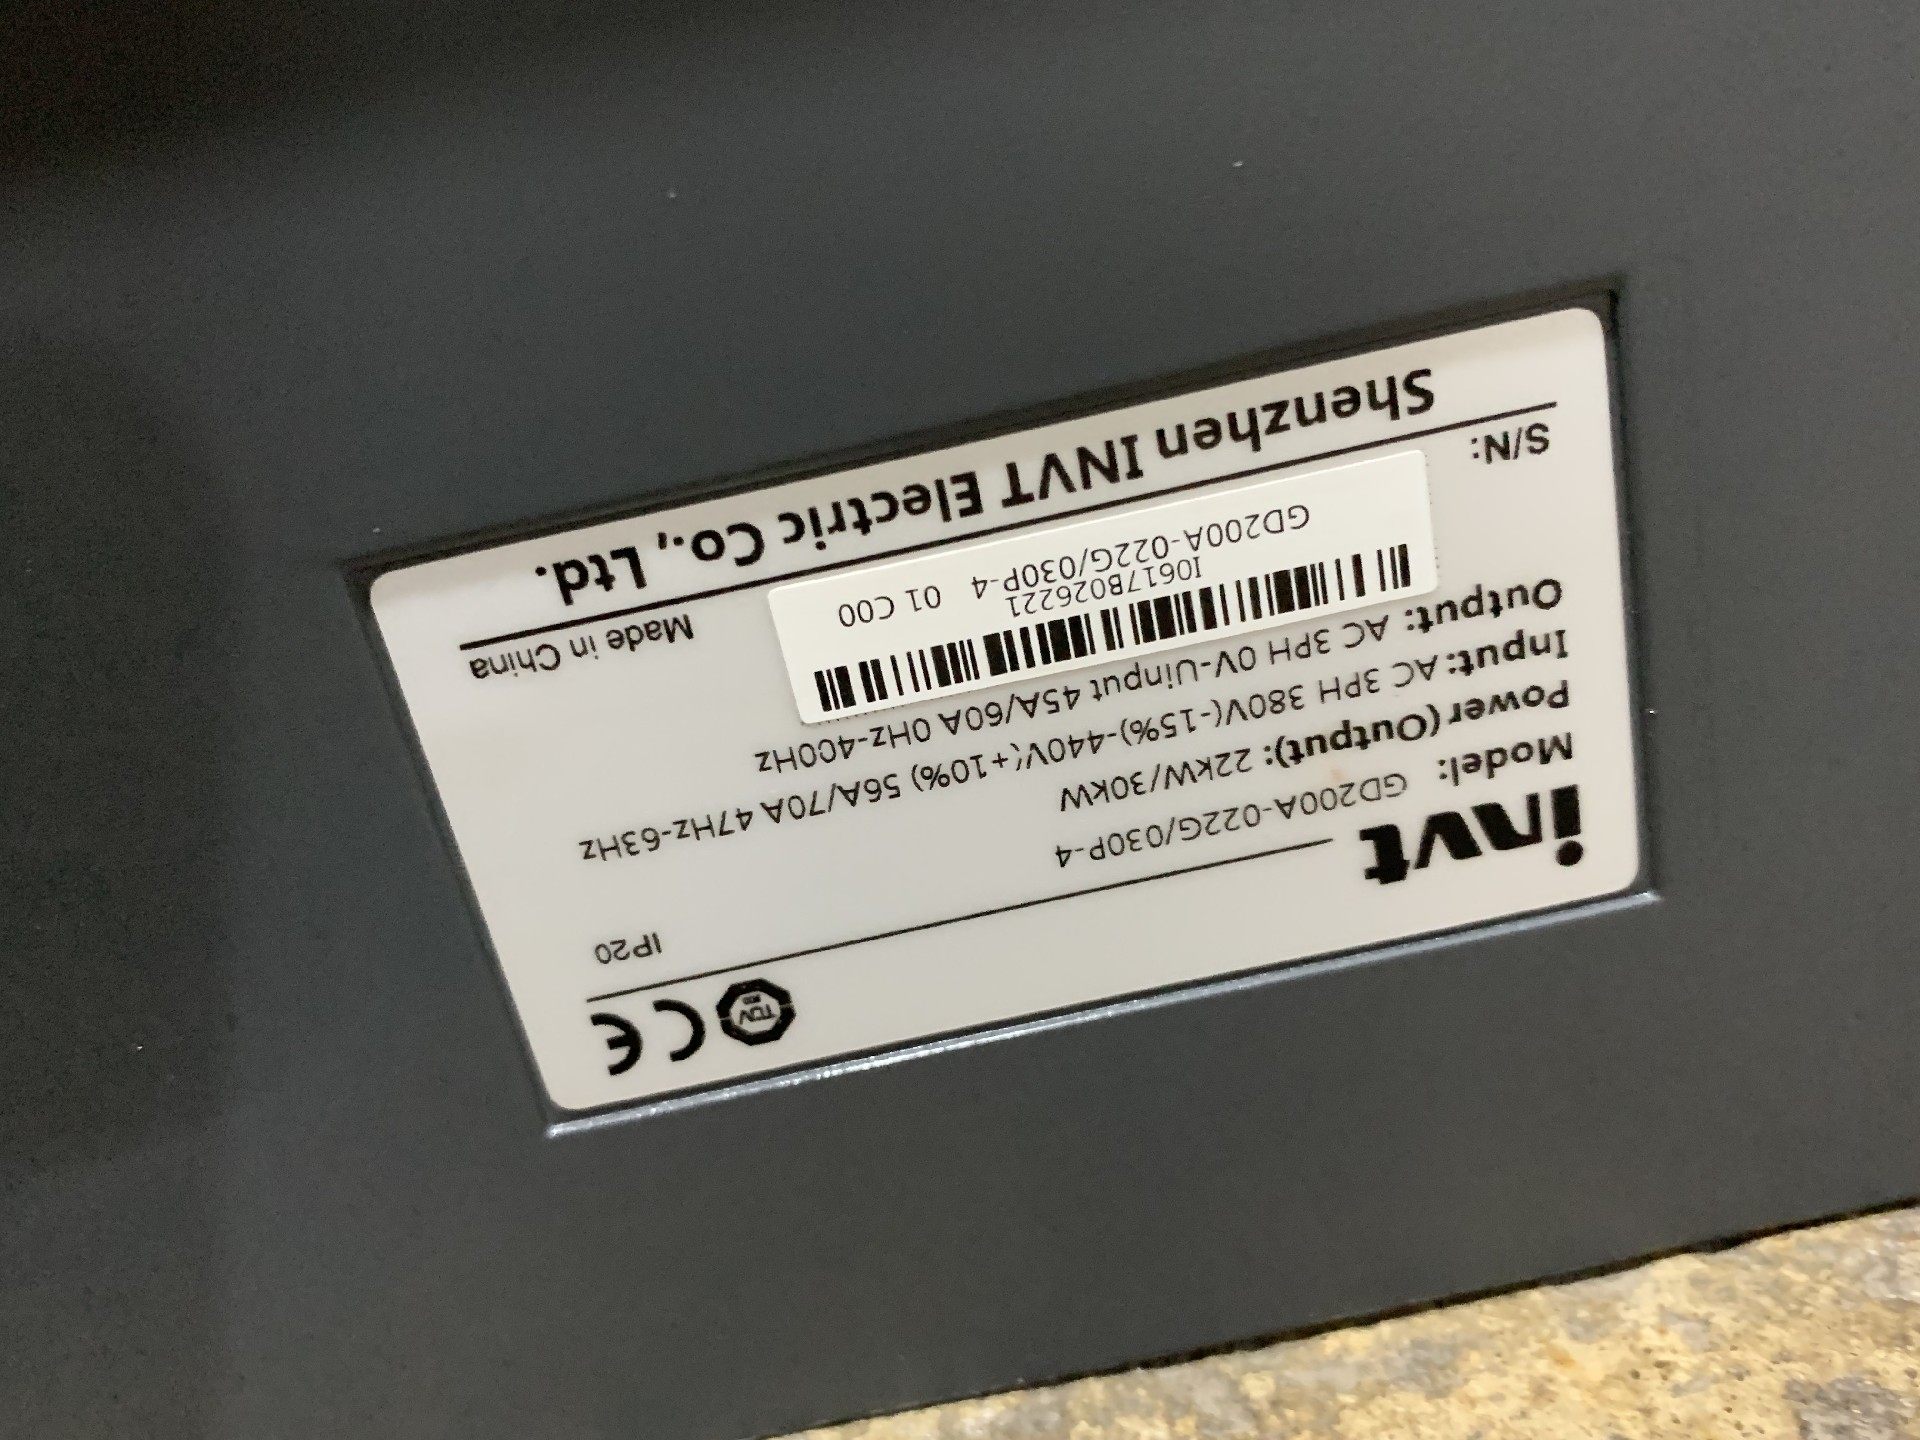 invt
TÜV
CE
Model: GD200A-022G/030P-4
IP20
Power(Output): 22kW/30kW
Input: AC 3PH 380V(-15%)-440V(+10%) 56A/70A 47Hz-63Hz
Output: AC 3PH 0V-Uinput 45A/60A 0Hz-400Hz
I0617B026221
GD200A-022G/030P-4 01 C00
S/N:
Made in China
Shenzhen INVT Electric Co., Ltd.